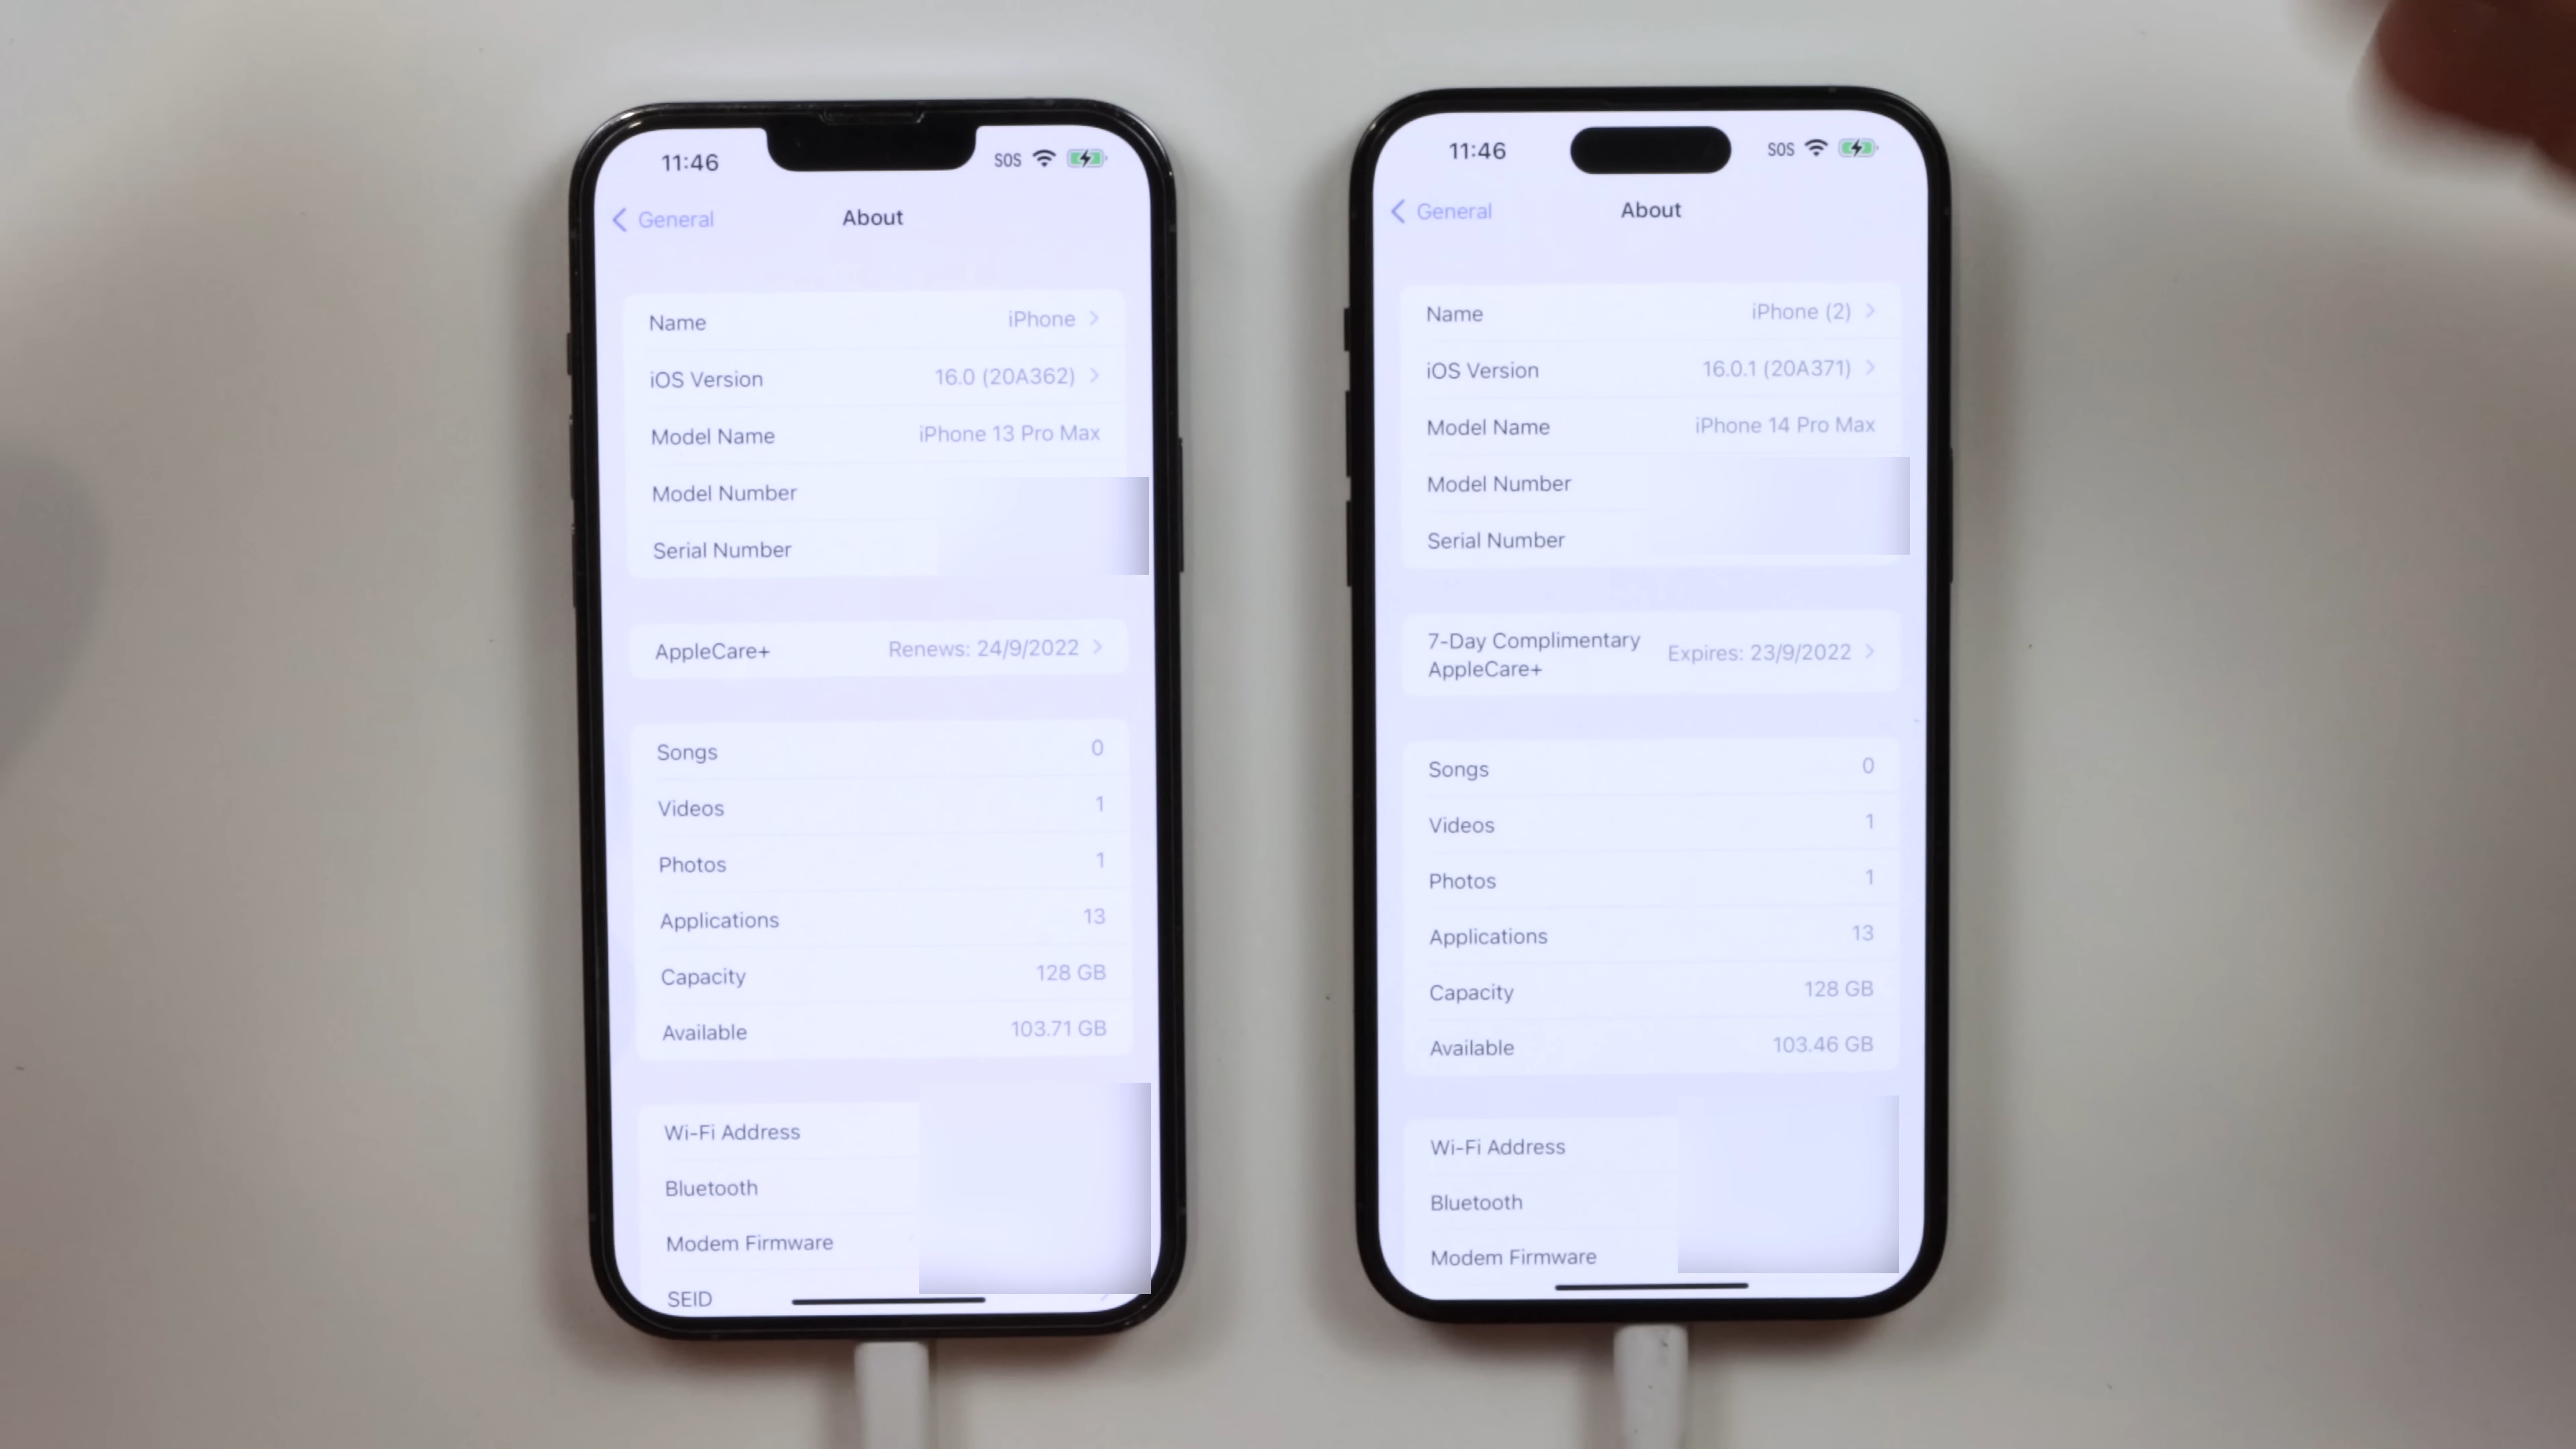 11:46
SOS
General
About
Name
iPhone
iOS Version
16.0 (20A362)
Model Name
iPhone 13 Pro Max
Model Number
Serial Number
AppleCare+
Renews: 24/9/2022
Songs
0
Videos
1
Photos
1
Applications
13
Capacity
128 GB
Available
103.71 GB
Wi-Fi Address
Bluetooth
Modem Firmware
SEID
11:46
SOS
General
About
Name
iPhone (2)
iOS Version
16.0.1 (20A371)
Model Name
iPhone 14 Pro Max
Model Number
Serial Number
7-Day Complimentary
AppleCare+
Expires: 23/9/2022
Songs
0
Videos
1
Photos
1
Applications
13
Capacity
128 GB
Available
103.46 GB
Wi-Fi Address
Bluetooth
Modem Firmware